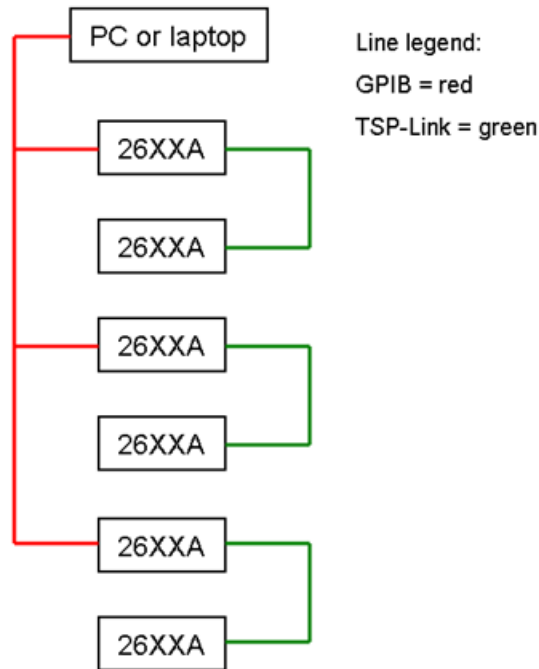 PC or laptop
Line legend:
GPIB = red
TSP-Link = green
26XXA
26XXA
26XXA
26XXA
26XXA
26XXA